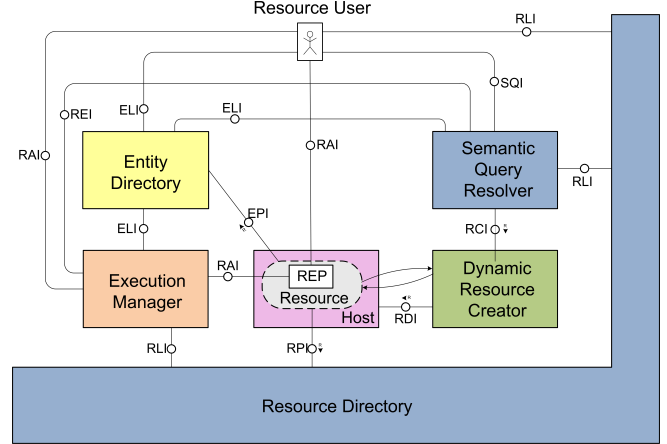 Resource User
RLI
SQI
REI
ELI
ELI
RAI
RAI
Entity
Directory
Semantic
Query
Resolver
RLI
EPI
ELI
RCI
R
R
RAI
Execution
Manager
REP
Resource
Host
Dynamic
Resource
Creator
R
RDI
RLI
RPI
R
Resource Directory